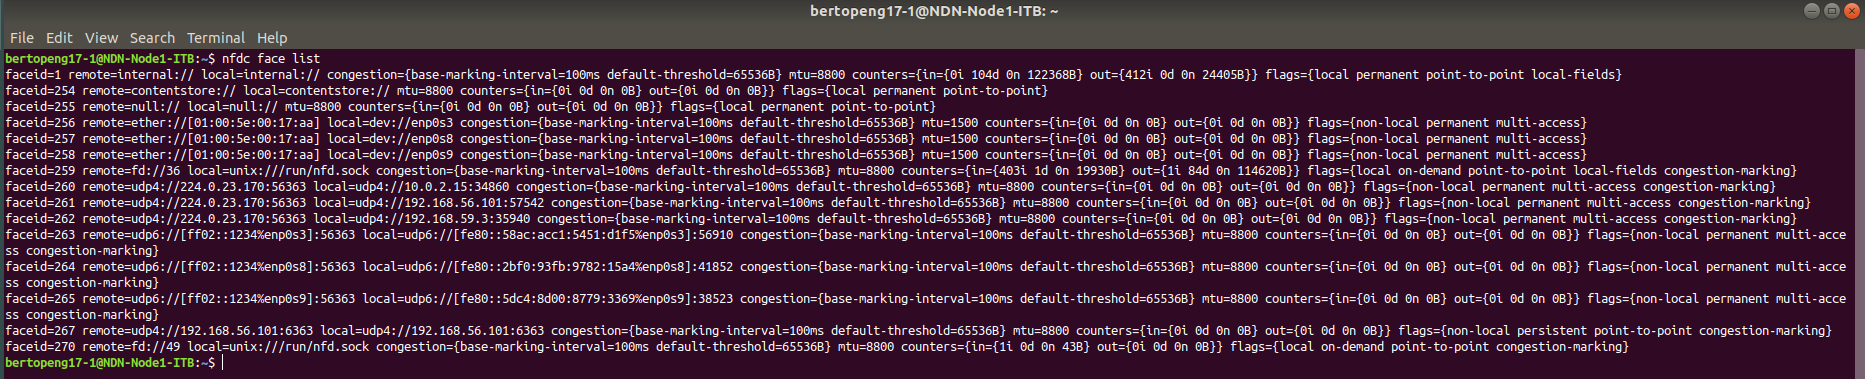 bertopeng17-1@NDN-Node1-ITB: ~
File Edit View Search Terminal Help
bertopeng17-1@NDN-Node1-ITB:~$ nfdc face list
faceid=1 remote=internal:// local=internal:// congestion={base-marking-interval=100ms default-threshold=65536B} mtu=8800 counters={in={0i 104d 0n 122368B} out={412i 0d 0n 24405B}} flags={local permanent point-to-point local-fields}
faceid=254 remote=contentstore:// local=contentstore:// mtu=8800 counters={in={0i 0d 0n 0B} out={0i 0d 0n 0B}} flags={local permanent point-to-point}
faceid=255 remote=null:// local=null:// mtu=8800 counters={in={0i 0d 0n 0B} out={0i 0d 0n 0B}} flags={local permanent point-to-point}
faceid=256 remote=ether://[01:00:5e:00:17:aa] local=dev://enp0s3 congestion={base-marking-interval=100ms default-threshold=65536B} mtu=1500 counters={in={0i 0d 0n 0B} out={0i 0d 0n 0B}} flags={non-local permanent multi-access}
faceid=257 remote=ether://[01:00:5e:00:17:aa] local=dev://enp0s8 congestion={base-marking-interval=100ms default-threshold=65536B} mtu=1500 counters={in={0i 0d 0n 0B} out={0i 0d 0n 0B}} flags={non-local permanent multi-access}
faceid=258 remote=ether://[01:00:5e:00:17:aa] local=dev://enp0s9 congestion={base-marking-interval=100ms default-threshold=65536B} mtu=1500 counters={in={0i 0d 0n 0B} out={0i 0d 0n 0B}} flags={non-local permanent multi-access}
faceid=259 remote=fd://36 local=unix:///run/nfd.sock congestion={base-marking-interval=100ms default-threshold=65536B} mtu=8800 counters={in={403i 1d 0n 19930B} out={1i 84d 0n 114620B}} flags={local on-demand point-to-point local-fields congestion-marking}
faceid=260 remote=udp4://224.0.23.170:56363 local=udp4://10.0.2.15:34860 congestion={base-marking-interval=100ms default-threshold=65536B} mtu=8800 counters={in={0i 0d 0n 0B} out={0i 0d 0n 0B}} flags={non-local permanent multi-access congestion-marking}
faceid=261 remote=udp4://224.0.23.170:56363 local=udp4://192.168.56.101:57542 congestion={base-marking-interval=100ms default-threshold=65536B} mtu=8800 counters={in={0i 0d 0n 0B} out={0i 0d 0n 0B}} flags={non-local permanent multi-access congestion-marking}
faceid=262 remote=udp4://224.0.23.170:56363 local=udp4://192.168.59.3:35940 congestion={base-marking-interval=100ms default-threshold=65536B} mtu=8800 counters={in={0i 0d 0n 0B} out={0i 0d 0n 0B}} flags={non-local permanent multi-access congestion-marking}
faceid=263 remote=udp6://[ff02::1234%enp0s3]:56363 local=udp6://[fe80::58ac:acc1:5451:d1f5%enp0s3]:56910 congestion={base-marking-interval=100ms default-threshold=65536B} mtu=8800 counters={in={0i 0d 0n 0B} out={0i 0d 0n 0B}} flags={non-local permanent multi-acce
ss congestion-marking}
faceid=264 remote=udp6://[ff02::1234%enp0s8]:56363 local=udp6://[fe80::2bf0:93fb:9782:15a4%enp0s8]:41852 congestion={base-marking-interval=100ms default-threshold=65536B} mtu=8800 counters={in={0i 0d 0n 0B} out={0i 0d 0n 0B}} flags={non-local permanent multi-acce
ss congestion-marking}
faceid=265 remote=udp6://[ff02::1234%enp0s9]:56363 local=udp6://[fe80::5dc4:8d00:8779:3369%enp0s9]:38523 congestion={base-marking-interval=100ms default-threshold=65536B} mtu=8800 counters={in={0i 0d 0n 0B} out={0i 0d 0n 0B}} flags={non-local permanent multi-acce
ss congestion-marking}
faceid=267 remote=udp4://192.168.56.101:6363 local=udp4://192.168.56.101:6363 congestion={base-marking-interval=100ms default-threshold=65536B} mtu=8800 counters={in={0i 0d 0n 0B} out={0i 0d 0n 0B}} flags={non-local persistent point-to-point congestion-marking}
faceid=270 remote=fd://49 local=unix:///run/nfd.sock congestion={base-marking-interval=100ms default-threshold=65536B} mtu=8800 counters={in={1i 0d 0n 43B} out={0i 0d 0n 0B}} flags={local on-demand point-to-point congestion-marking}
bertopeng17-1@NDN-Node1-ITB:~$